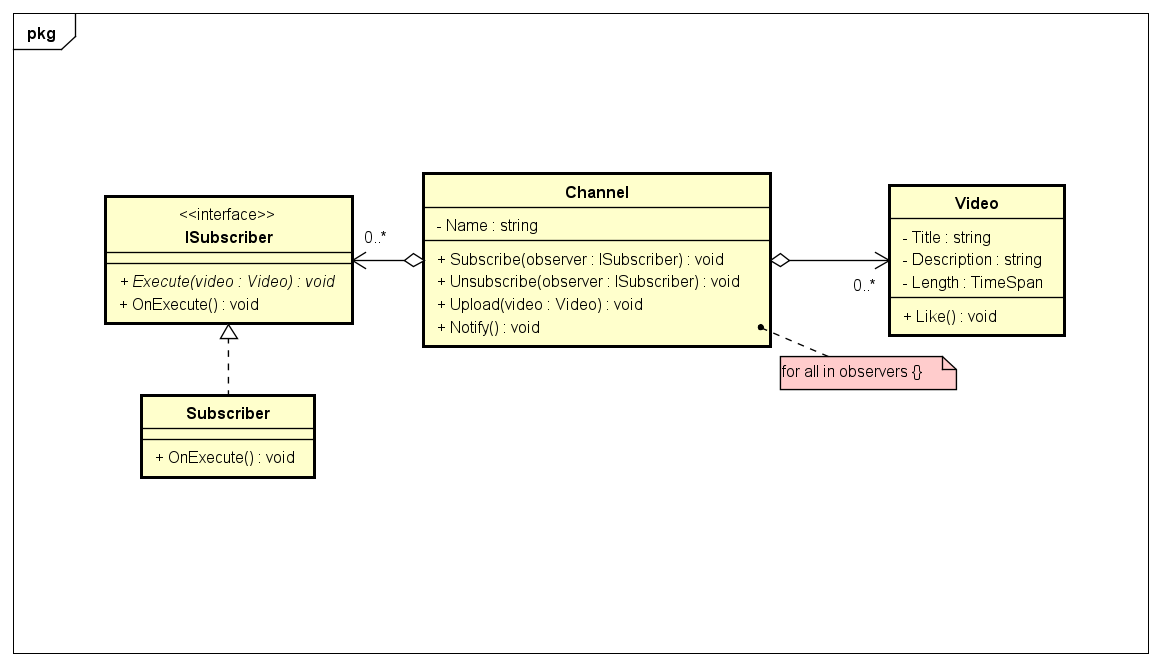 pkg
<<interface>>
ISubscriber
+ Execute(video : Video) : void
+ OnExecute() : void
0..*
Channel
- Name : string
+ Subscribe(observer : ISubscriber) : void
+ Unsubscribe(observer : ISubscriber) : void
+ Upload(video : Video) : void
+ Notify() : void
0..*
Video
- Title : string
- Description : string
- Length : TimeSpan
+ Like() : void
for all in observers {}
Subscriber
+ OnExecute() : void